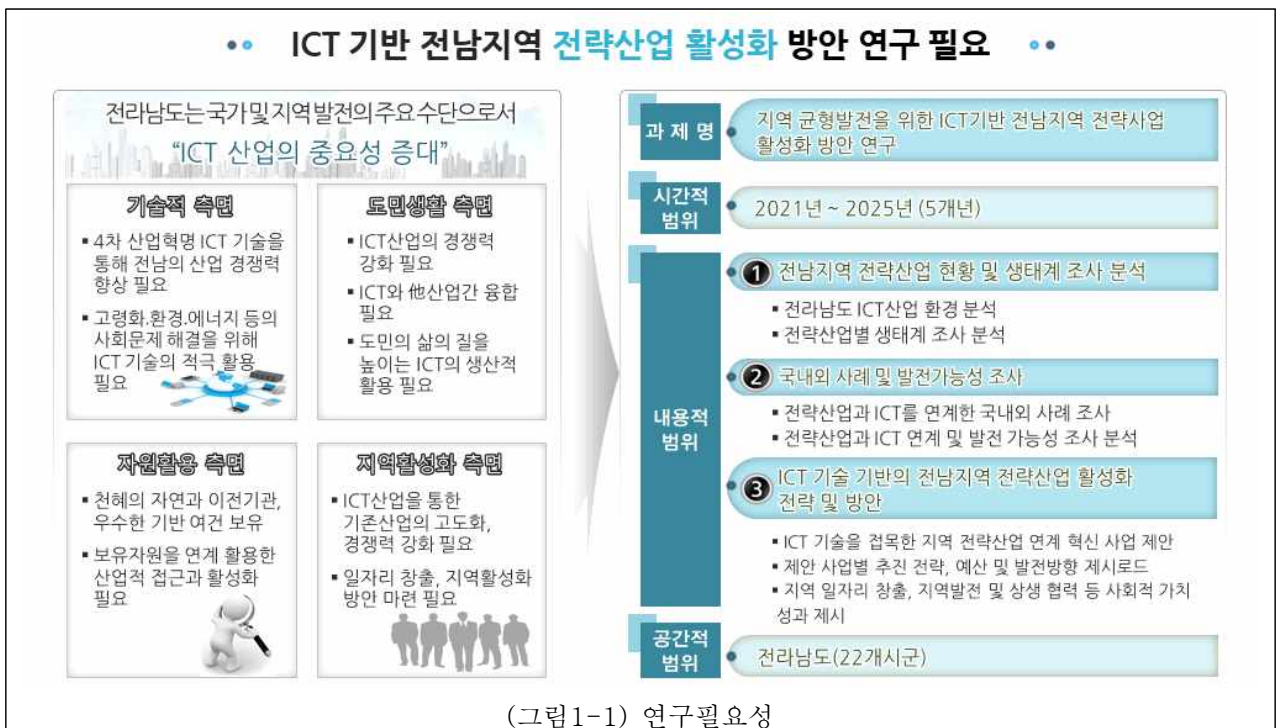 ICT 기반 전남지역 전략산업 활성화 방안 연구 필요
전라남도는 국가 및 지역 발전의 주요 수단으로서
“ICT 산업의 중요성 증대”
기술적 측면
▪ 4차 산업혁명 ICT 기술을
통해 전남의 산업 경쟁력
향상 필요
▪ 고령화.환경.에너지 등의
사회문제 해결을 위해
ICT 기술의 적극 활용
필요
도민생활 측면
▪ ICT산업의 경쟁력
강화 필요
▪ ICT와 他산업간 융합
필요
▪ 도민의 삶의 질을
높이는 ICT의 생산적
활용 필요
자원활용 측면
▪ 천혜의 자연과 이전기관,
우수한 기반 여건 보유
▪ 보유자원을 연계 활용한
산업적 접근과 활성화
필요
지역활성화 측면
▪ ICT산업을 통한
기존산업의 고도화,
경쟁력 강화 필요
▪ 일자리 창출, 지역활성화
방안 마련 필요
과 제 명
지역 균형발전을 위한 ICT기반 전남지역 전략사업
활성화 방안 연구
시간적
범위
2021년 ~ 2025년 (5개년)
내용적
범위
1 전남지역 전략산업 현황 및 생태계 조사 분석
▪ 전라남도 ICT산업 환경 분석
▪ 전략산업별 생태계 조사 분석
2 국내외 사례 및 발전가능성 조사
▪ 전략산업과 ICT를 연계한 국내외 사례 조사
▪ 전략산업과 ICT 연계 및 발전 가능성 조사 분석
3 ICT 기술 기반의 전남지역 전략산업 활성화
전략 및 방안
▪ ICT 기술을 접목한 지역 전략산업 연계 혁신 사업 제안
▪ 제안 사업별 추진 전략, 예산 및 발전방향 제시로드
▪ 지역 일자리 창출, 지역발전 및 상생 협력 등 사회적 가치
성과 제시
공간적
범위
전라남도(22개시군)
(그림1-1) 연구필요성